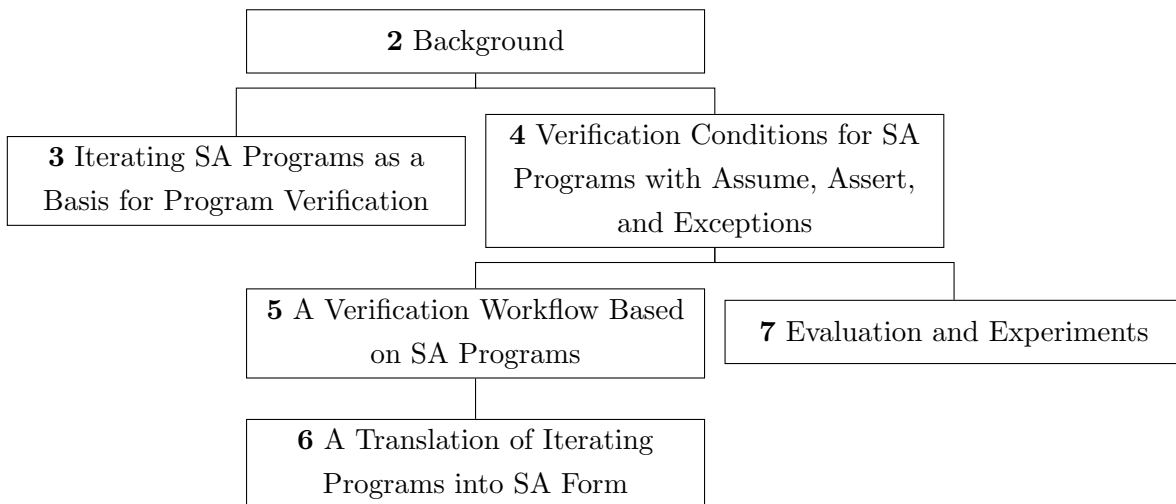 2 Background
3 Iterating SA Programs as a
Basis for Program Verification
4 Verification Conditions for SA
Programs with Assume, Assert,
and Exceptions
5 A Verification Workflow Based
on SA Programs
7 Evaluation and Experiments
6 A Translation of Iterating
Programs into SA Form